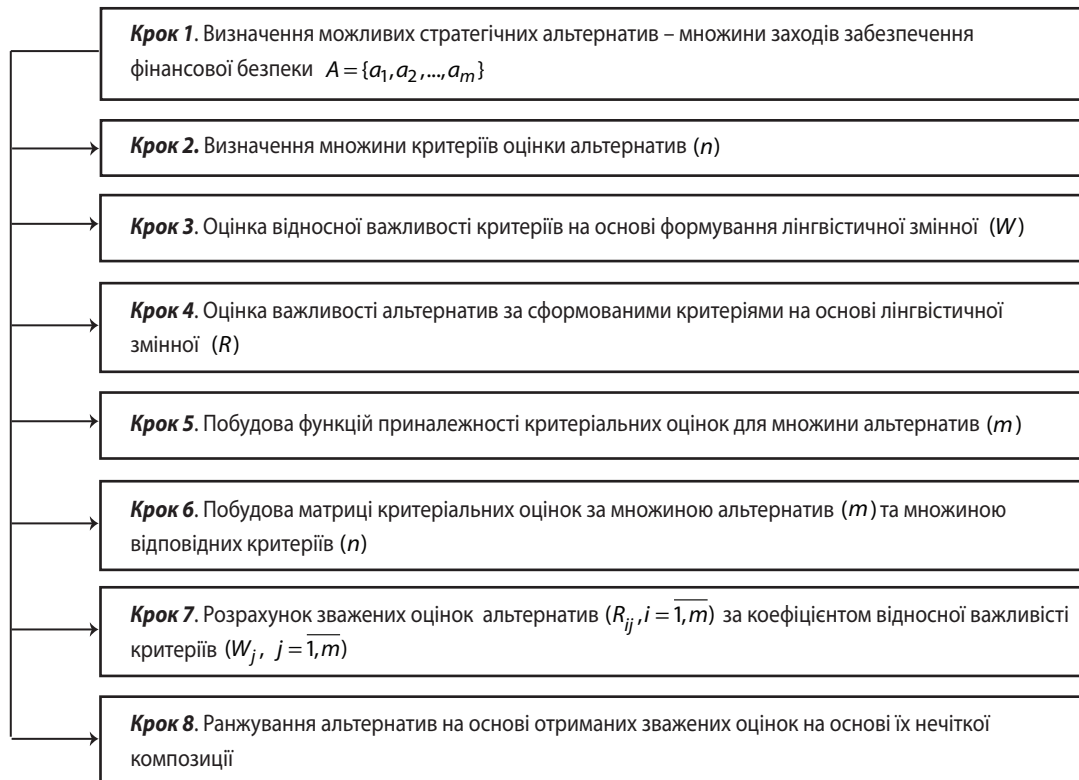 Крок 1. Визначення можливих стратегічних альтернатив – множини заходів забезпечення
фінансової безпеки A = {a₁, a₂ ,..., aₘ}
Крок 2. Визначення множини критеріїв оцінки альтернатив (n)
Крок 3. Оцінка відносної важливості критеріїв на основі формування лінгвістичної змінної (W)
Крок 4. Оцінка важливості альтернатив за сформованими критеріями на основі лінгвістичної
змінної (R)
Крок 5. Побудова функцій приналежності критеріальних оцінок для множини альтернатив (m)
Крок 6. Побудова матриці критеріальних оцінок за множиною альтернатив (m) та множиною
відповідних критеріїв (n)
Крок 7. Розрахунок зважених оцінок альтернатив (R_ij , i = 1,m) за коефіцієнтом відносної важливісті
критеріїв (W_j , j = 1,m)
Крок 8. Ранжування альтернатив на основі отриманих зважених оцінок на основі їх нечіткої
композиції